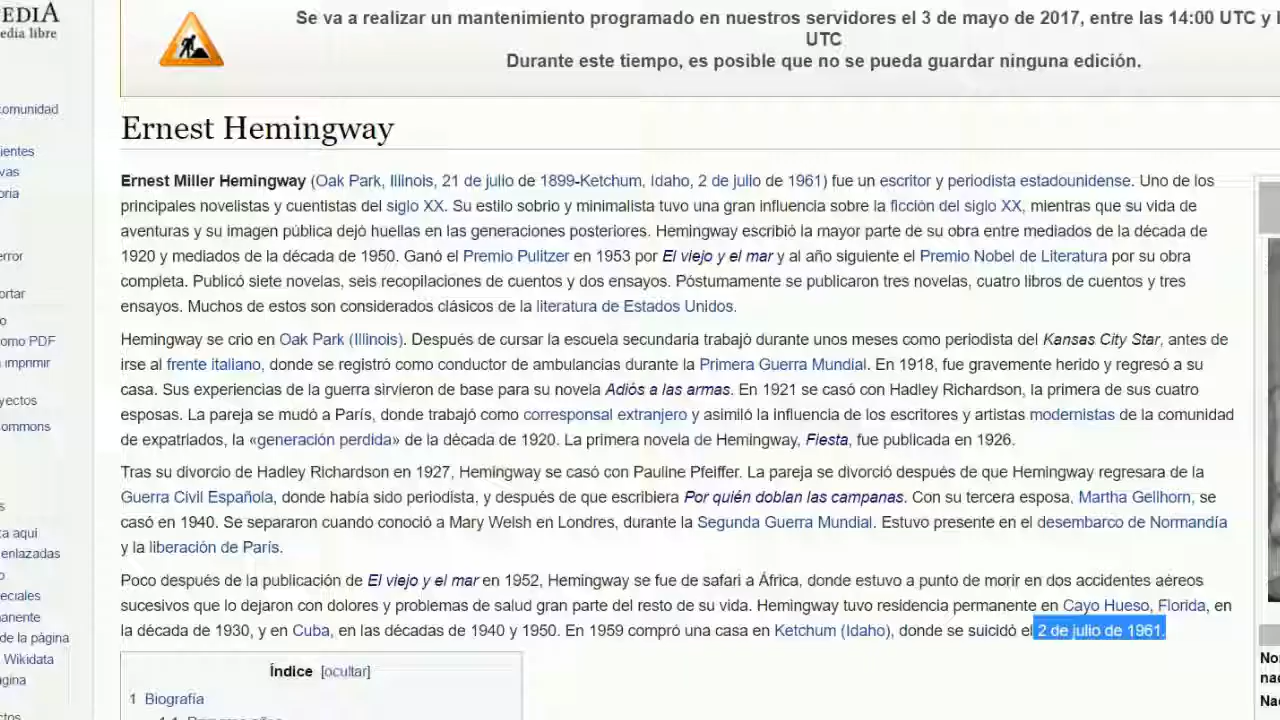 EDIA
edia libre
Se va a realizar un mantenimiento programado en nuestros servidores el 3 de mayo de 2017, entre las 14:00 UTC y
UTC
Durante este tiempo, es posible que no se pueda guardar ninguna edición.
Ernest Hemingway
Ernest Miller Hemingway (Oak Park, Illinois, 21 de julio de 1899-Ketchum, Idaho, 2 de julio de 1961) fue un escritor y periodista estadounidense. Uno de los
principales novelistas y cuentistas del siglo XX. Su estilo sobrio y minimalista tuvo una gran influencia sobre la ficción del siglo XX, mientras que su vida de
aventuras y su imagen pública dejó huellas en las generaciones posteriores. Hemingway escribió la mayor parte de su obra entre mediados de la década de
1920 y mediados de la década de 1950. Ganó el Premio Pulitzer en 1953 por El viejo y el mar y al año siguiente el Premio Nobel de Literatura por su obra
completa. Publicó siete novelas, seis recopilaciones de cuentos y dos ensayos. Póstumamente se publicaron tres novelas, cuatro libros de cuentos y tres
ensayos. Muchos de estos son considerados clásicos de la literatura de Estados Unidos.
Hemingway se crio en Oak Park (Illinois). Después de cursar la escuela secundaria trabajó durante unos meses como periodista del Kansas City Star, antes de
irse al frente italiano, donde se registró como conductor de ambulancias durante la Primera Guerra Mundial. En 1918, fue gravemente herido y regresó a su
casa. Sus experiencias de la guerra sirvieron de base para su novela Adiós a las armas. En 1921 se casó con Hadley Richardson, la primera de sus cuatro
esposas. La pareja se mudó a París, donde trabajó como corresponsal extranjero y asimiló la influencia de los escritores y artistas modernistas de la comunidad
de expatriados, la «generación perdida» de la década de 1920. La primera novela de Hemingway, Fiesta, fue publicada en 1926.
Tras su divorcio de Hadley Richardson en 1927, Hemingway se casó con Pauline Pfeiffer. La pareja se divorció después de que Hemingway regresara de la
Guerra Civil Española, donde había sido periodista, y después de que escribiera Por quién doblan las campanas. Con su tercera esposa, Martha Gellhorn, se
casó en 1940. Se separaron cuando conoció a Mary Welsh en Londres, durante la Segunda Guerra Mundial. Estuvo presente en el desembarco de Normandía
y la liberación de París.
Poco después de la publicación de El viejo y el mar en 1952, Hemingway se fue de safari a África, donde estuvo a punto de morir en dos accidentes aéreos
sucesivos que lo dejaron con dolores y problemas de salud gran parte del resto de su vida. Hemingway tuvo residencia permanente en Cayo Hueso, Florida, en
la década de 1930, y en Cuba, en las décadas de 1940 y 1950. En 1959 compró una casa en Ketchum (Idaho), donde se suicidó el 2 de julio de 1961.
Índice [ocultar]
1 Biografía
comunidad
ientes
vas
oria
error
ortar
o
omo PDF
imprimir
yectos
ommons
s
a aquí
enlazadas
o
eciales
anente
de la página
Wikidata
gina
ctos
No
na
Na